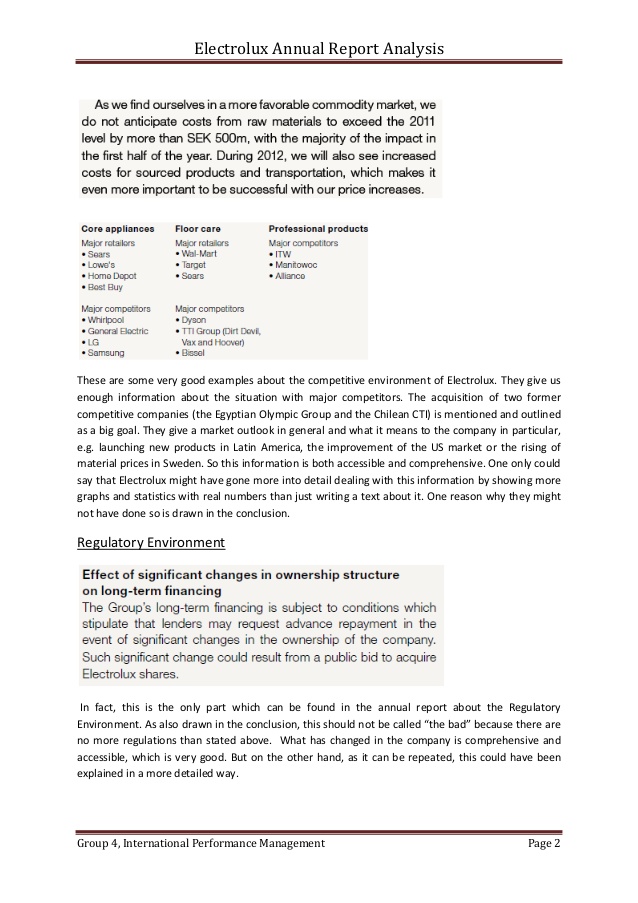 Electrolux Annual Report Analysis
As we find ourselves in a more favorable commodity market, we
do not anticipate costs from raw materials to exceed the 2011
level by more than SEK 500m, with the majority of the impact in
the first half of the year. During 2012, we will also see increased
costs for sourced products and transportation, which makes it
even more important to be successful with our price increases.
Core appliances Floor care Professional products
Major retailers Major retailers Major competitors
• Sears • Wal-Mart • ITW
• Lowe's • Target • Manitowoc
• Home Depot • Sears • Alliance
• Best Buy
Major competitors Major competitors
• Whirlpool • Dyson
• General Electric • TTI Group (Dirt Devil,
• LG Vax and Hoover)
• Samsung • Bissel
These are some very good examples about the competitive environment of Electrolux. They give us
enough information about the situation with major competitors. The acquisition of two former
competitive companies (the Egyptian Olympic Group and the Chilean CTI) is mentioned and outlined
as a big goal. They give a market outlook in general and what it means to the company in particular,
e.g. launching new products in Latin America, the improvement of the US market or the rising of
material prices in Sweden. So this information is both accessible and comprehensive. One only could
say that Electrolux might have gone more into detail dealing with this information by showing more
graphs and statistics with real numbers than just writing a text about it. One reason why they might
not have done so is drawn in the conclusion.
Regulatory Environment
Effect of significant changes in ownership structure
on long-term financing
The Group's long-term financing is subject to conditions which
stipulate that lenders may request advance repayment in the
event of significant changes in the ownership of the company.
Such significant change could result from a public bid to acquire
Electrolux shares.
In fact, this is the only part which can be found in the annual report about the Regulatory
Environment. As also drawn in the conclusion, this should not be called “the bad” because there are
no more regulations than stated above. What has changed in the company is comprehensive and
accessible, which is very good. But on the other hand, as it can be repeated, this could have been
explained in a more detailed way.
Group 4, International Performance Management Page 2